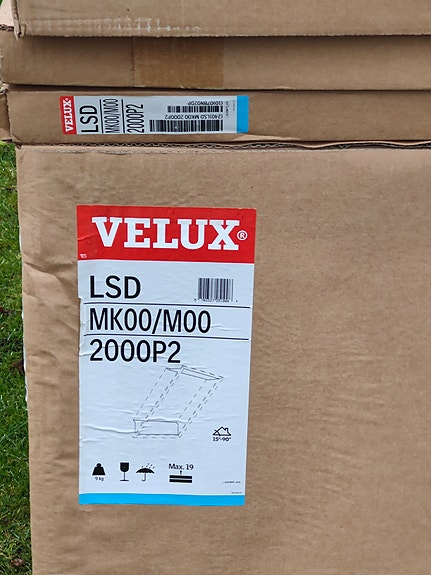 VELUX
LSD
MK00/M00
2000P2
VELUX®
LSD
MK00/M00
2000P2
15°-90°
9 kg
Max. 19